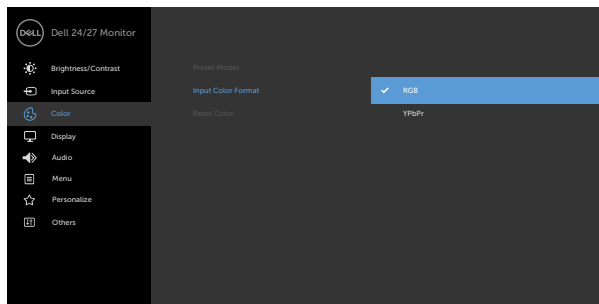 DELL
Dell 24/27 Monitor
Brightness/Contrast
Preset Modes
Input Source
Input Color Format
RGB
Color
Reset Color
YPbPr
Display
Audio
Menu
Personalize
Others